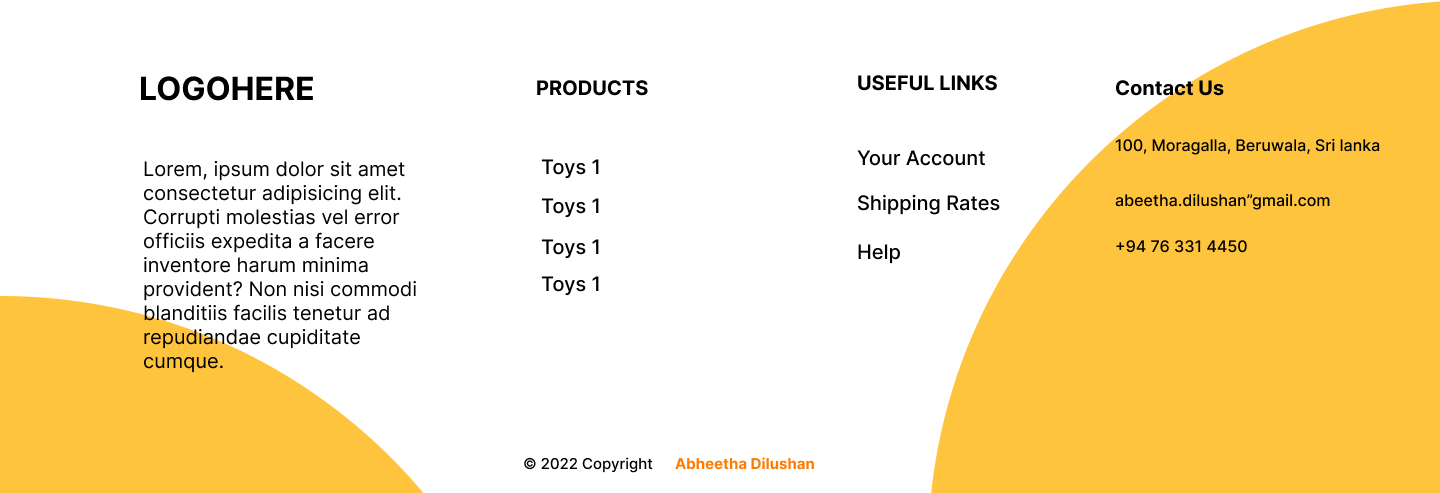 LOGOHERE
Lorem, ipsum dolor sit amet
consectetur adipisicing elit.
Corrupti molestias vel error
officiis expedita a facere
inventore harum minima
provident? Non nisi commodi
blanditiis facilis tenetur ad
repudiandae cupiditate
cumque.
PRODUCTS
Toys 1
Toys 1
Toys 1
Toys 1
USEFUL LINKS
Your Account
Shipping Rates
Help
Contact Us
100, Moragalla, Beruwala, Sri lanka
abeetha.dilushan”gmail.com
+94 76 331 4450
© 2022 Copyright Abheetha Dilushan